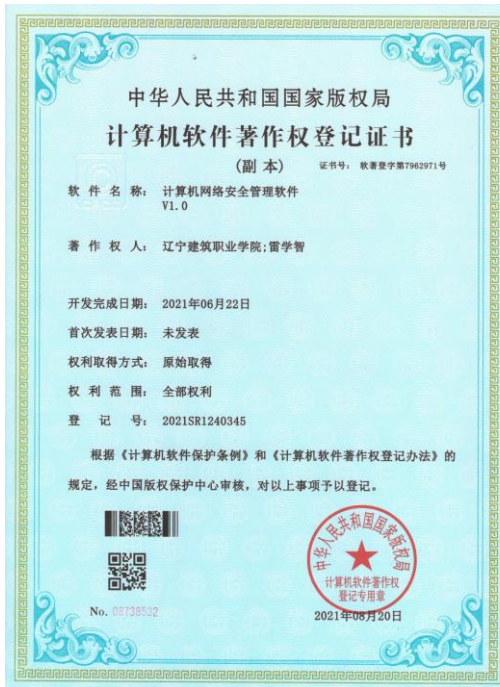 中华人民共和国国家版权局
计算机软件著作权登记证书
(副本)
证书号： 软著登字第7962971号
软件名称： 计算机网络安全管理软件
V1.0
著作权人： 辽宁建筑职业学院;雷学智
开发完成日期： 2021年06月22日
首次发表日期： 未发表
权利取得方式： 原始取得
权利范围： 全部权利
登记号： 2021SR1240345
根据《计算机软件保护条例》和《计算机软件著作权登记办法》的
规定，经中国版权保护中心审核，对以上事项予以登记。
中华人民共和国国家版权局
计算机软件著作权
登记专用章
No. 08738532
2021年08月20日